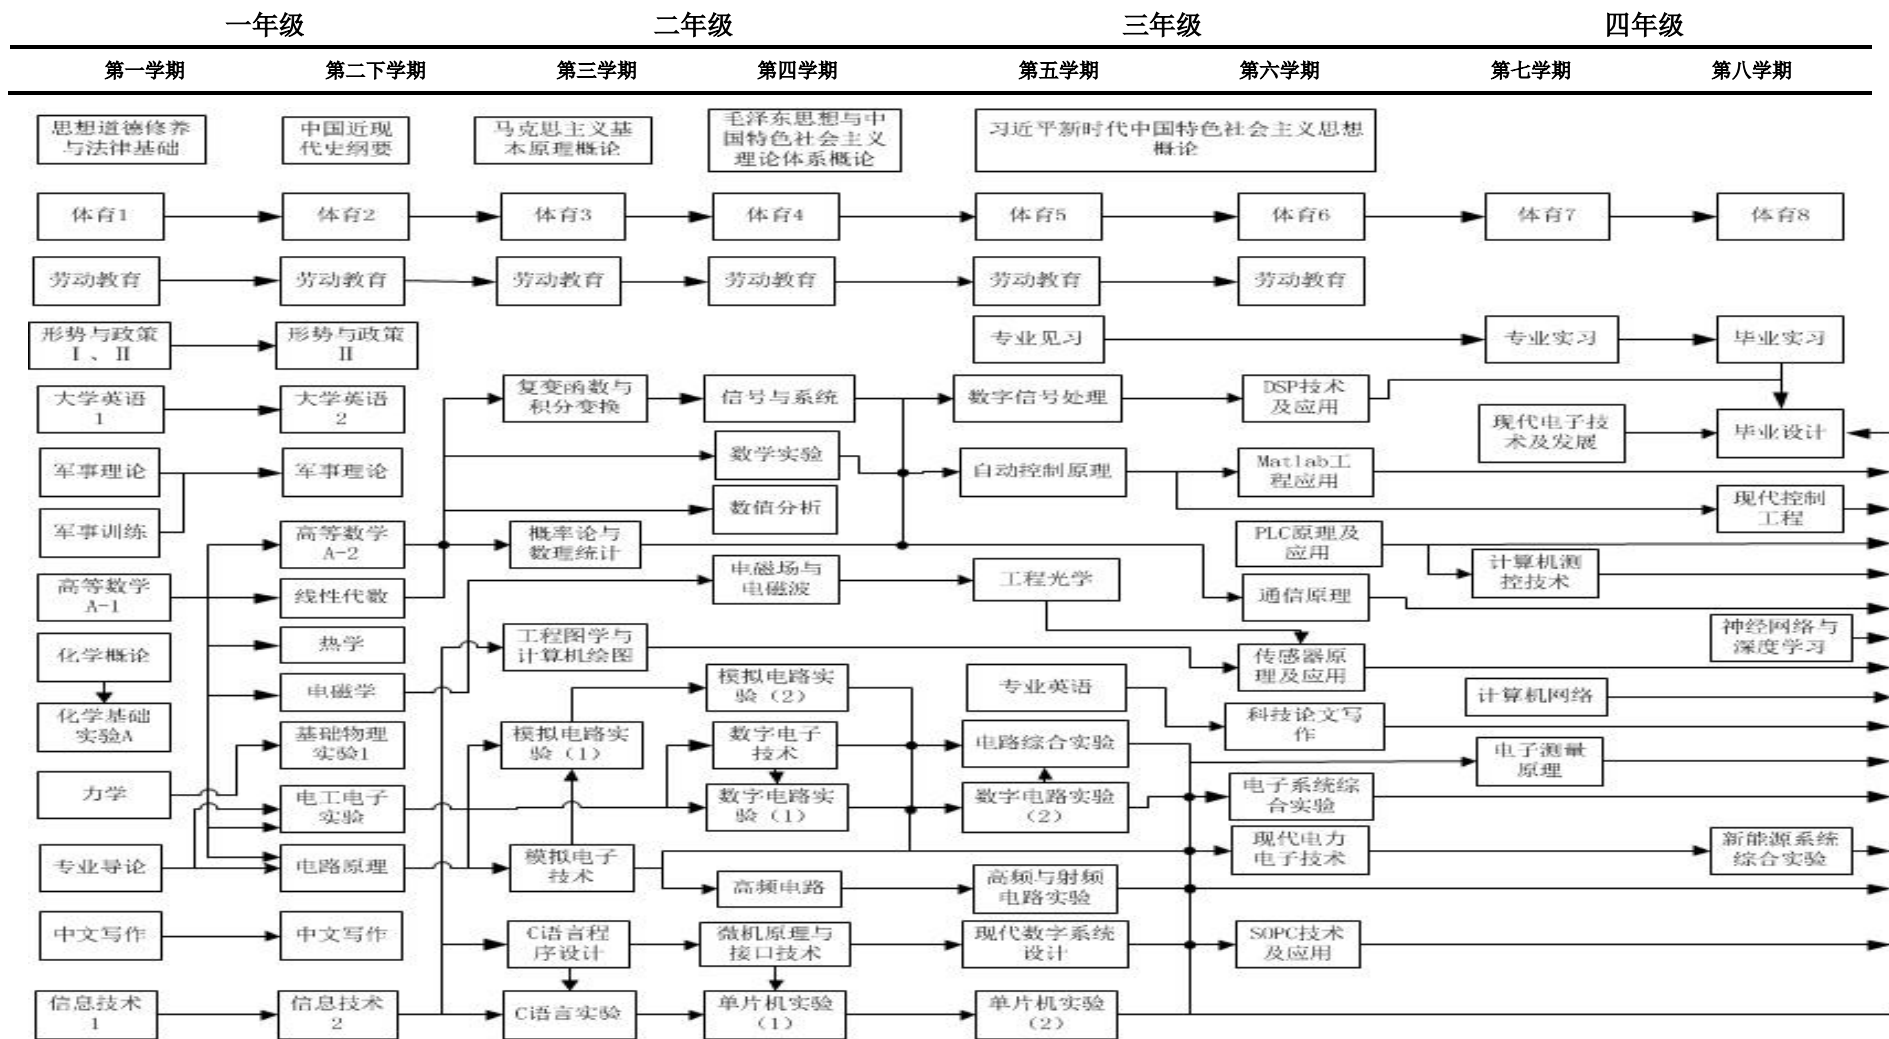 一年级
二年级
三年级
四年级
第一学期
第二下学期
第三学期
第四学期
第五学期
第六学期
第七学期
第八学期
思想道德修养
与法律基础
中国近现
代史纲要
马克思主义基
本原理概论
毛泽东思想与中
国特色社会主义
理论体系概论
习近平新时代中国特色社会主义思想
概论
体育1
体育2
体育3
体育4
体育5
体育6
体育7
体育8
劳动教育
劳动教育
劳动教育
劳动教育
劳动教育
劳动教育
形势与政策
I、II
形势与政策
II
专业见习
专业实习
毕业实习
大学英语
1
大学英语
2
复变函数与
积分变换
信号与系统
数字信号处理
DSP技术
及应用
现代电子技
术及发展
毕业设计
军事理论
军事理论
数学实验
自动控制原理
Matlab工
程应用
军事训练
数值分析
现代控制
工程
高等数学
A-2
概率论与
数理统计
PLC原理及
应用
计算机测
控技术
高等数学
A-1
线性代数
电磁场与
电磁波
工程光学
通信原理
化学概论
热学
工程图学与
计算机绘图
传感器原
理及应用
神经网络与
深度学习
电磁学
模拟电路实
验（2）
专业英语
计算机网络
化学基础
实验A
基础物理
实验1
模拟电路实
验（1）
数字电子
技术
电路综合实验
科技论文写
作
电子测量
原理
力学
电工电子
实验
数字电路实
验（1）
数字电路实验
（2）
电子系统综
合实验
专业导论
电路原理
模拟电子
技术
高频电路
高频与射频
电路实验
现代电力
电子技术
新能源系统
综合实验
中文写作
中文写作
C语言程
序设计
微机原理与
接口技术
现代数字系统
设计
SOPC技术
及应用
信息技术
1
信息技术
2
C语言实验
单片机实验
（1）
单片机实验
（2）